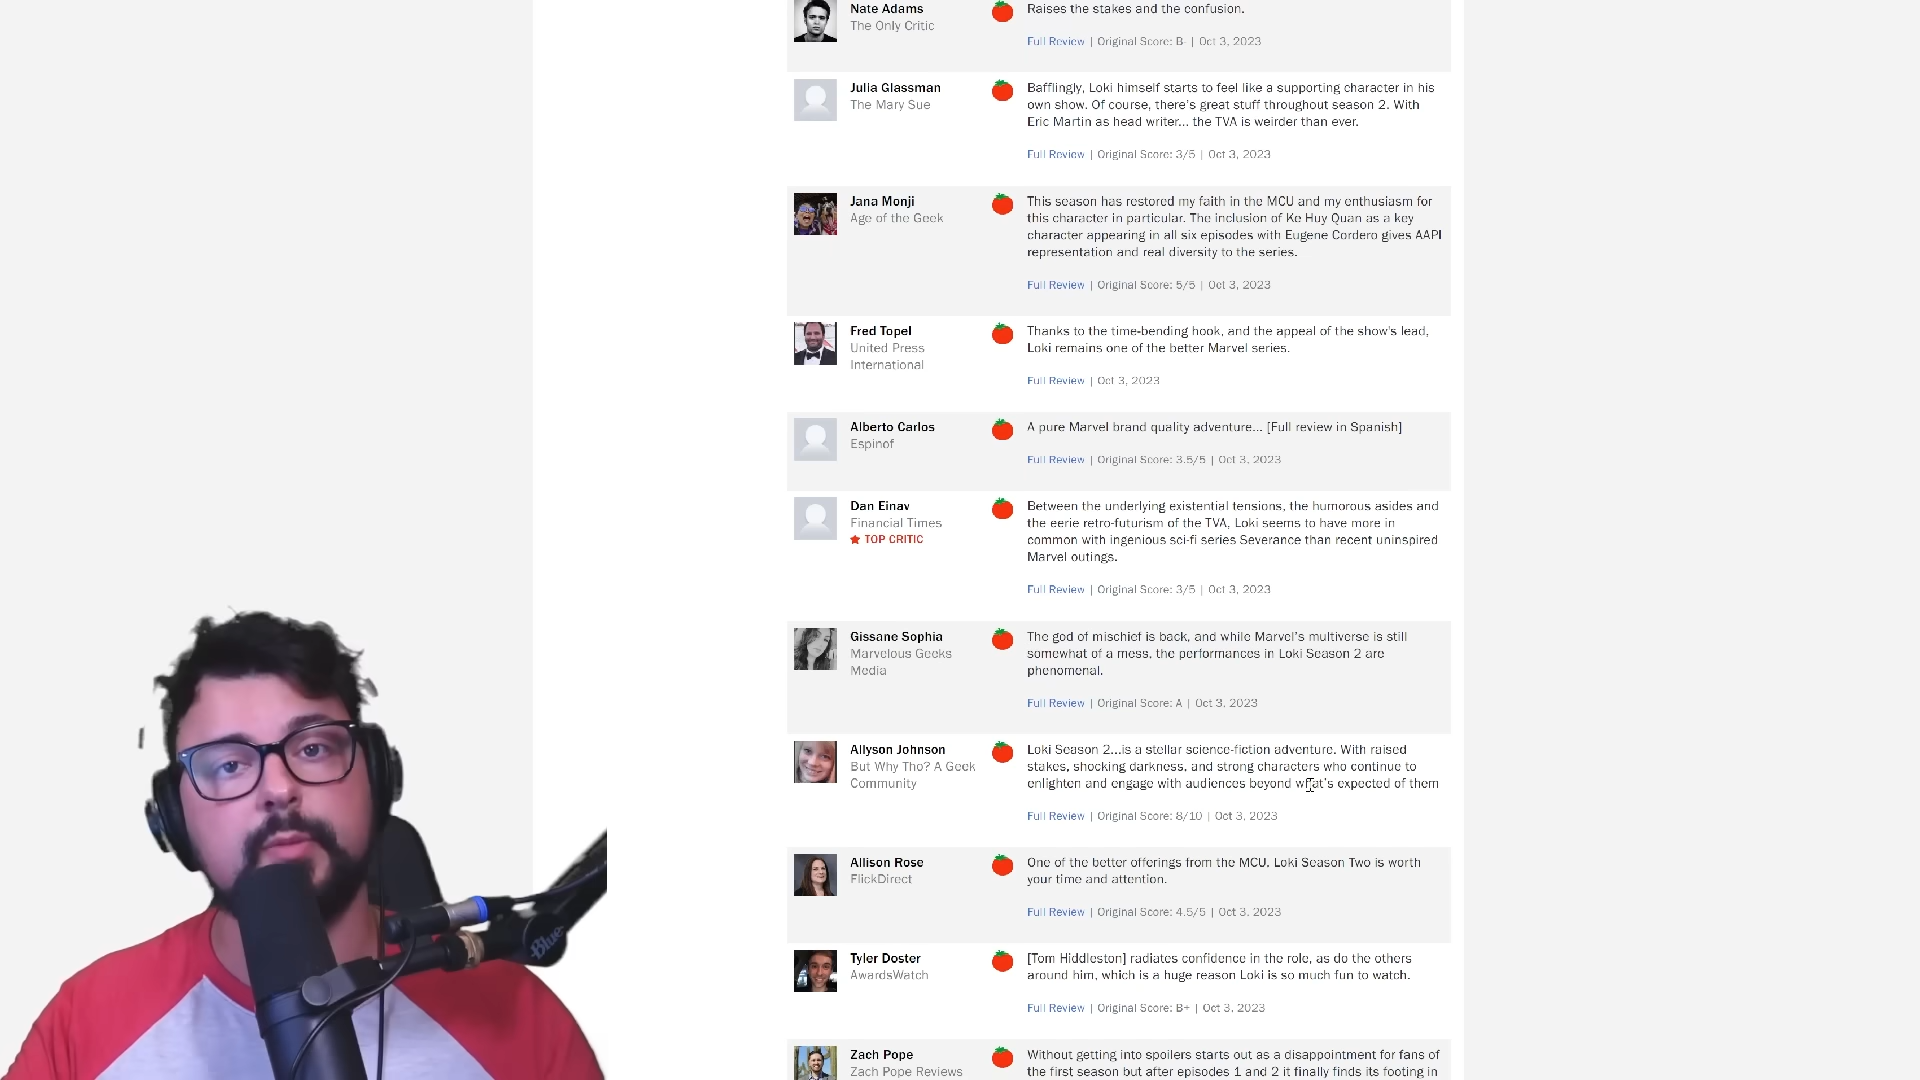 Nate Adams
The Only Critic
Raises the stakes and the confusion.
Full Review | Original Score: B- | Oct 3, 2023
Julia Glassman
The Mary Sue
Bafflingly, Loki himself starts to feel like a supporting character in his
own show. Of course, there's great stuff throughout season 2. With
Eric Martin as head writer... the TVA is weirder than ever.
Full Review | Original Score: 3/5 | Oct 3, 2023
Jana Monji
Age of the Geek
This season has restored my faith in the MCU and my enthusiasm for
this character in particular. The inclusion of Ke Huy Quan as a key
character appearing in all six episodes with Eugene Cordero gives AAPI
representation and real diversity to the series.
Full Review | Original Score: 5/5 | Oct 3, 2023
Fred Topel
United Press
International
Thanks to the time-bending hook, and the appeal of the show's lead,
Loki remains one of the better Marvel series.
Full Review | Oct 3, 2023
Alberto Carlos
Espinof
A pure Marvel brand quality adventure... [Full review in Spanish]
Full Review | Original Score: 3.5/5 | Oct 3, 2023
Dan Einav
Financial Times
TOP CRITIC
Between the underlying existential tensions, the humorous asides and
the eerie retro-futurism of the TVA, Loki seems to have more in
common with ingenious sci-fi series Severance than recent uninspired
Marvel outings.
Full Review | Original Score: 3/5 | Oct 3, 2023
Gissane Sophia
Marvelous Geeks
Media
The god of mischief is back, and while Marvel's multiverse is still
somewhat of a mess, the performances in Loki Season 2 are
phenomenal.
Full Review | Original Score: A | Oct 3, 2023
Allyson Johnson
But Why Tho? A Geek
Community
Loki Season 2...is a stellar science-fiction adventure. With raised
stakes, shocking darkness, and strong characters who continue to
enlighten and engage with audiences beyond what's expected of them
Full Review | Original Score: 8/10 | Oct 3, 2023
Allison Rose
FlickDirect
One of the better offerings from the MCU, Loki Season Two is worth
your time and attention.
Full Review | Original Score: 4.5/5 | Oct 3, 2023
Tyler Doster
AwardsWatch
[Tom Hiddleston] radiates confidence in the role, as do the others
around him, which is a huge reason Loki is so much fun to watch.
Full Review | Original Score: B+ | Oct 3, 2023
Zach Pope
Zach Pope Reviews
Without getting into spoilers starts out as a disappointment for fans of
the first season but after episodes 1 and 2 it finally finds its footing in
Blue